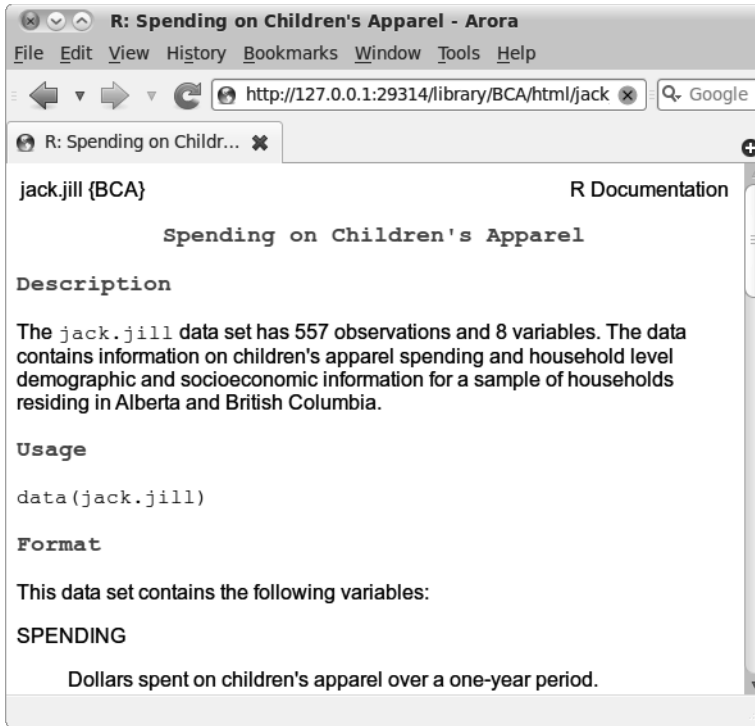 R: Spending on Children's Apparel - Arora
File Edit View History Bookmarks Window Tools Help
http://127.0.0.1:29314/library/BCA/html/jack
Google
R: Spending on Childr...
jack.jill {BCA}
R Documentation
Spending on Children's Apparel
Description
The jack.jill data set has 557 observations and 8 variables. The data
contains information on children's apparel spending and household level
demographic and socioeconomic information for a sample of households
residing in Alberta and British Columbia.
Usage
data(jack.jill)
Format
This data set contains the following variables:
SPENDING
Dollars spent on children's apparel over a one-year period.